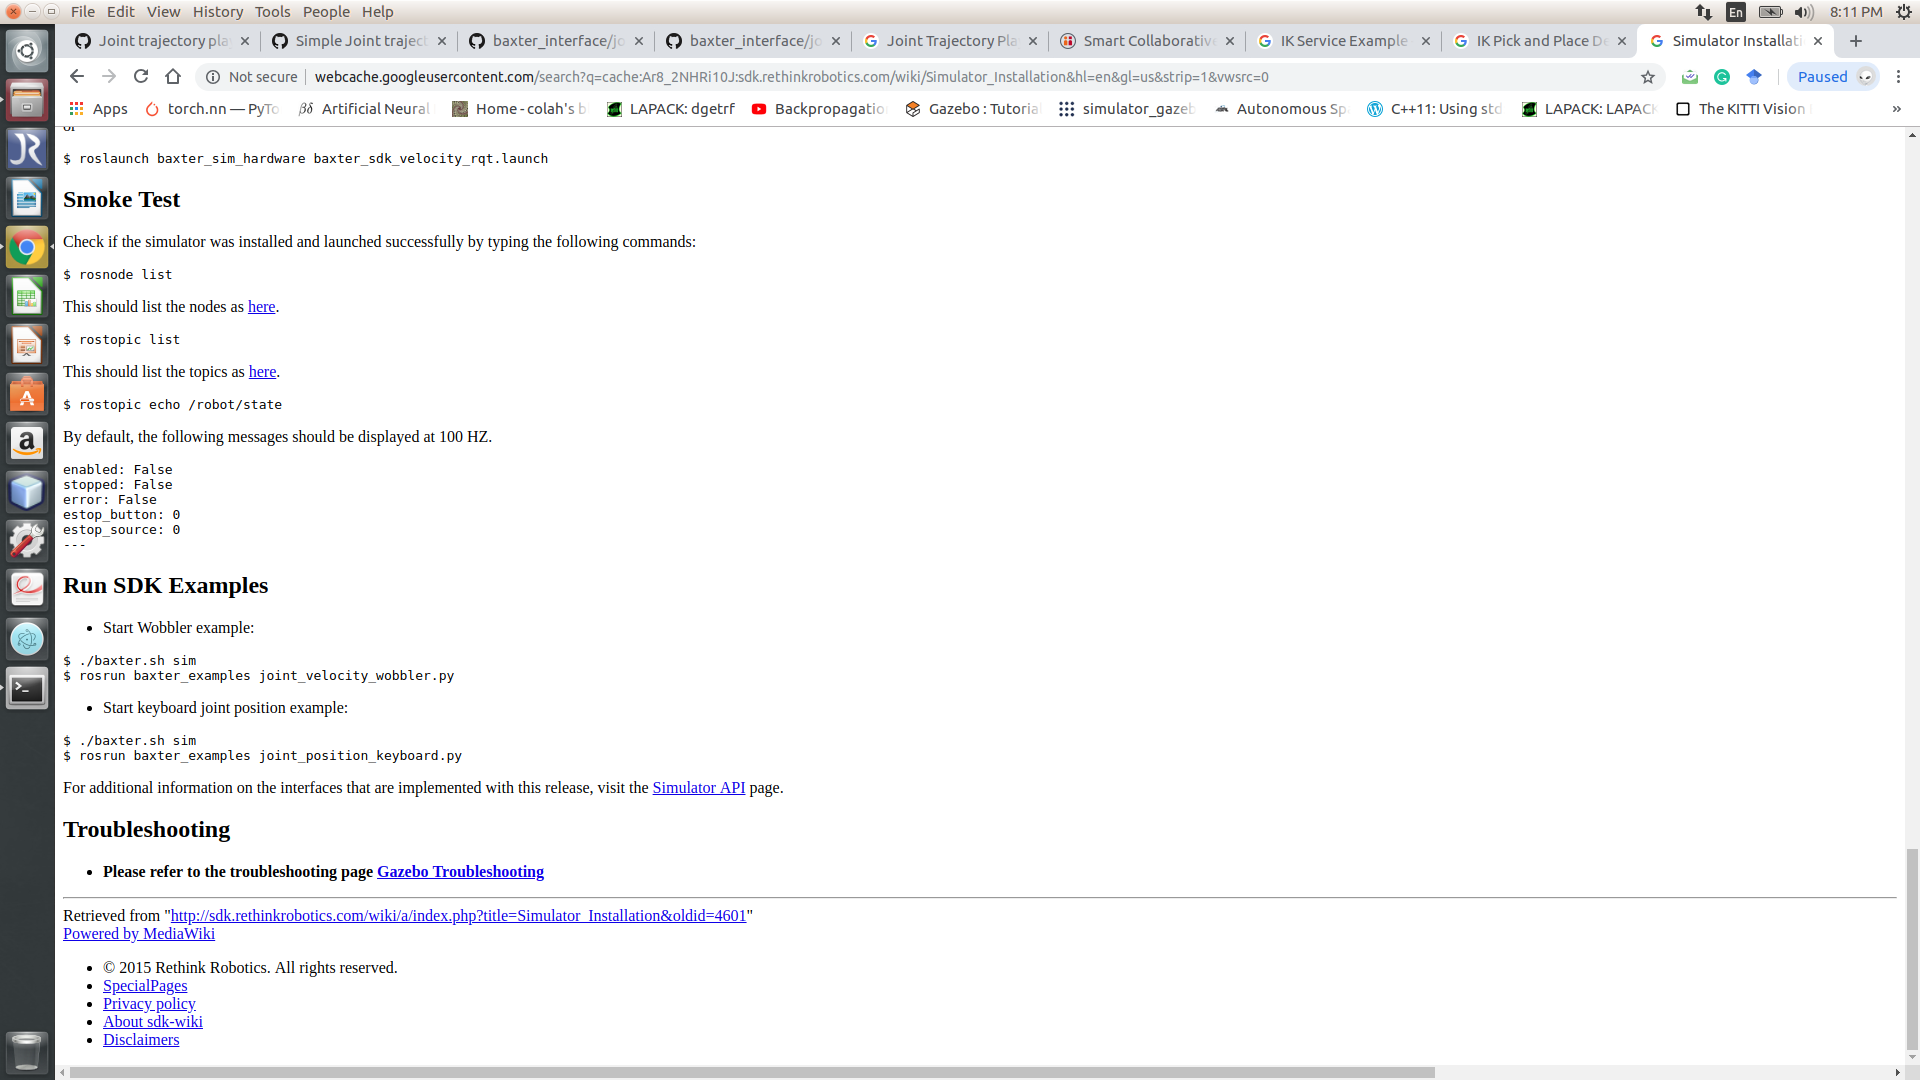 File Edit View History Tools People Help
En 8:11 PM
Joint trajectory pla Simple Joint traject baxter_interface/jo baxter_interface/jo Joint Trajectory Pla Smart Collaborative IK Service Example IK Pick and Place De Simulator Installati
Not secure webcache.googleusercontent.com/search?q=cache:Ar8_2NHRi10J:sdk.rethinkrobotics.com/wiki/Simulator_Installation&hl=en&gl=us&strip=1&vwsrc=0 Paused
Apps torch.nn — PyTo Artificial Neural Home - colah's b LAPACK: dgetrf Backpropagatio Gazebo : Tutoria simulator_gazeb Autonomous Sp C++11: Using std LAPACK: LAPACK The KITTI Vision »
or
$ roslaunch baxter_sim_hardware baxter_sdk_velocity_rqt.launch
Smoke Test
Check if the simulator was installed and launched successfully by typing the following commands:
$ rosnode list
This should list the nodes as here.
$ rostopic list
This should list the topics as here.
$ rostopic echo /robot/state
By default, the following messages should be displayed at 100 HZ.
enabled: False
stopped: False
error: False
estop_button: 0
estop_source: 0
---
Run SDK Examples
• Start Wobbler example:
$ ./baxter.sh sim
$ rosrun baxter_examples joint_velocity_wobbler.py
• Start keyboard joint position example:
$ ./baxter.sh sim
$ rosrun baxter_examples joint_position_keyboard.py
For additional information on the interfaces that are implemented with this release, visit the Simulator API page.
Troubleshooting
• Please refer to the troubleshooting page Gazebo Troubleshooting
Retrieved from "http://sdk.rethinkrobotics.com/wiki/a/index.php?title=Simulator_Installation&oldid=4601"
Powered by MediaWiki
• © 2015 Rethink Robotics. All rights reserved.
• SpecialPages
• Privacy policy
• About sdk-wiki
• Disclaimers